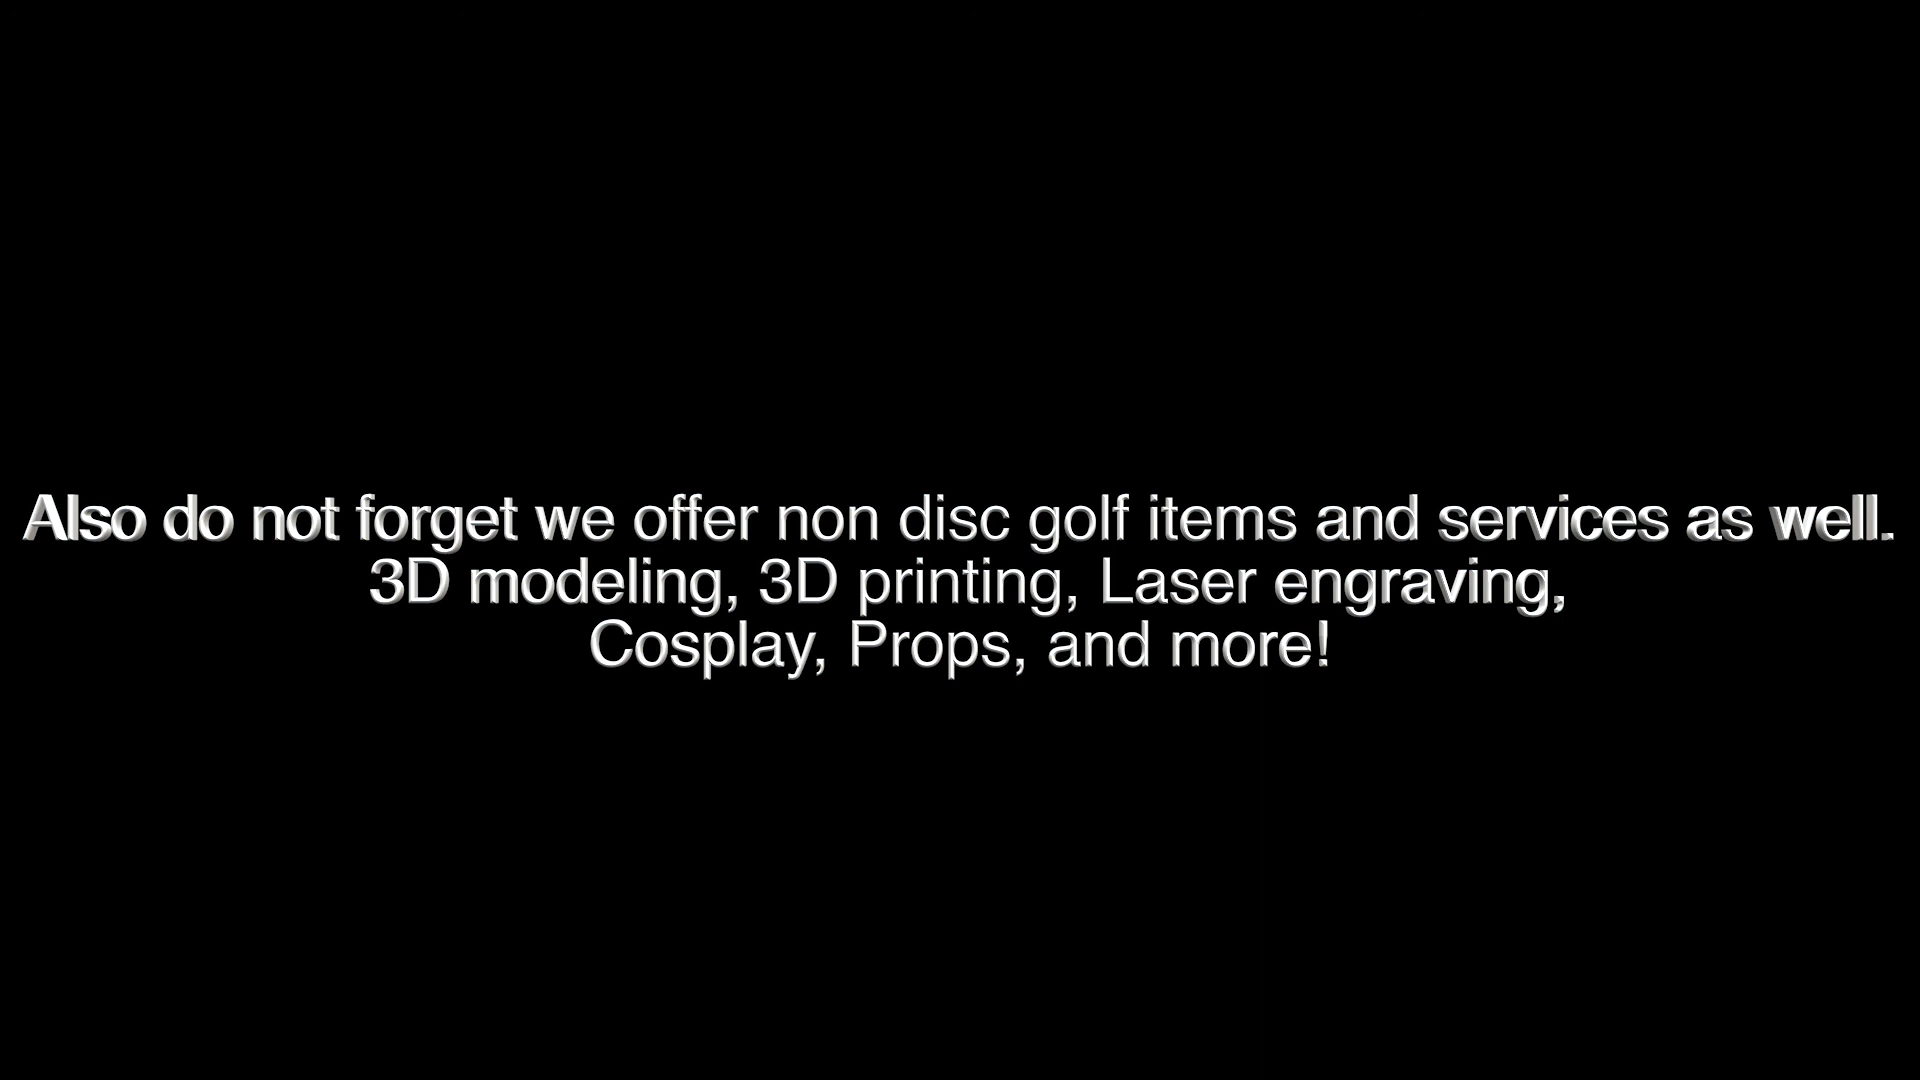 Also do not forget we offer non disc golf items and services as well.
3D modeling, 3D printing, Laser engraving,
Cosplay, Props, and more!